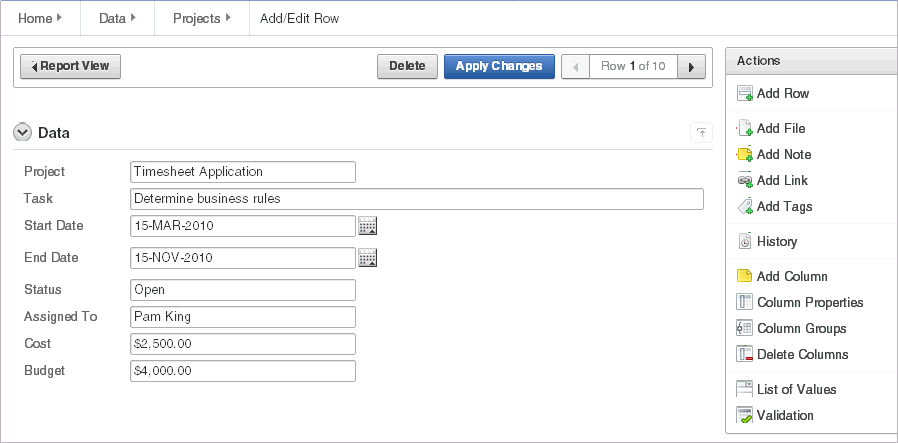 Home Data Projects Add/Edit Row
Report View Delete Apply Changes Row 1 of 10
Actions
Add Row
Add File
Add Note
Add Link
Add Tags
History
Add Column
Column Properties
Column Groups
Delete Columns
List of Values
Validation
Data
Project Timesheet Application
Task Determine business rules
Start Date 15-MAR-2010
End Date 15-NOV-2010
Status Open
Assigned To Pam King
Cost $2,500.00
Budget $4,000.00